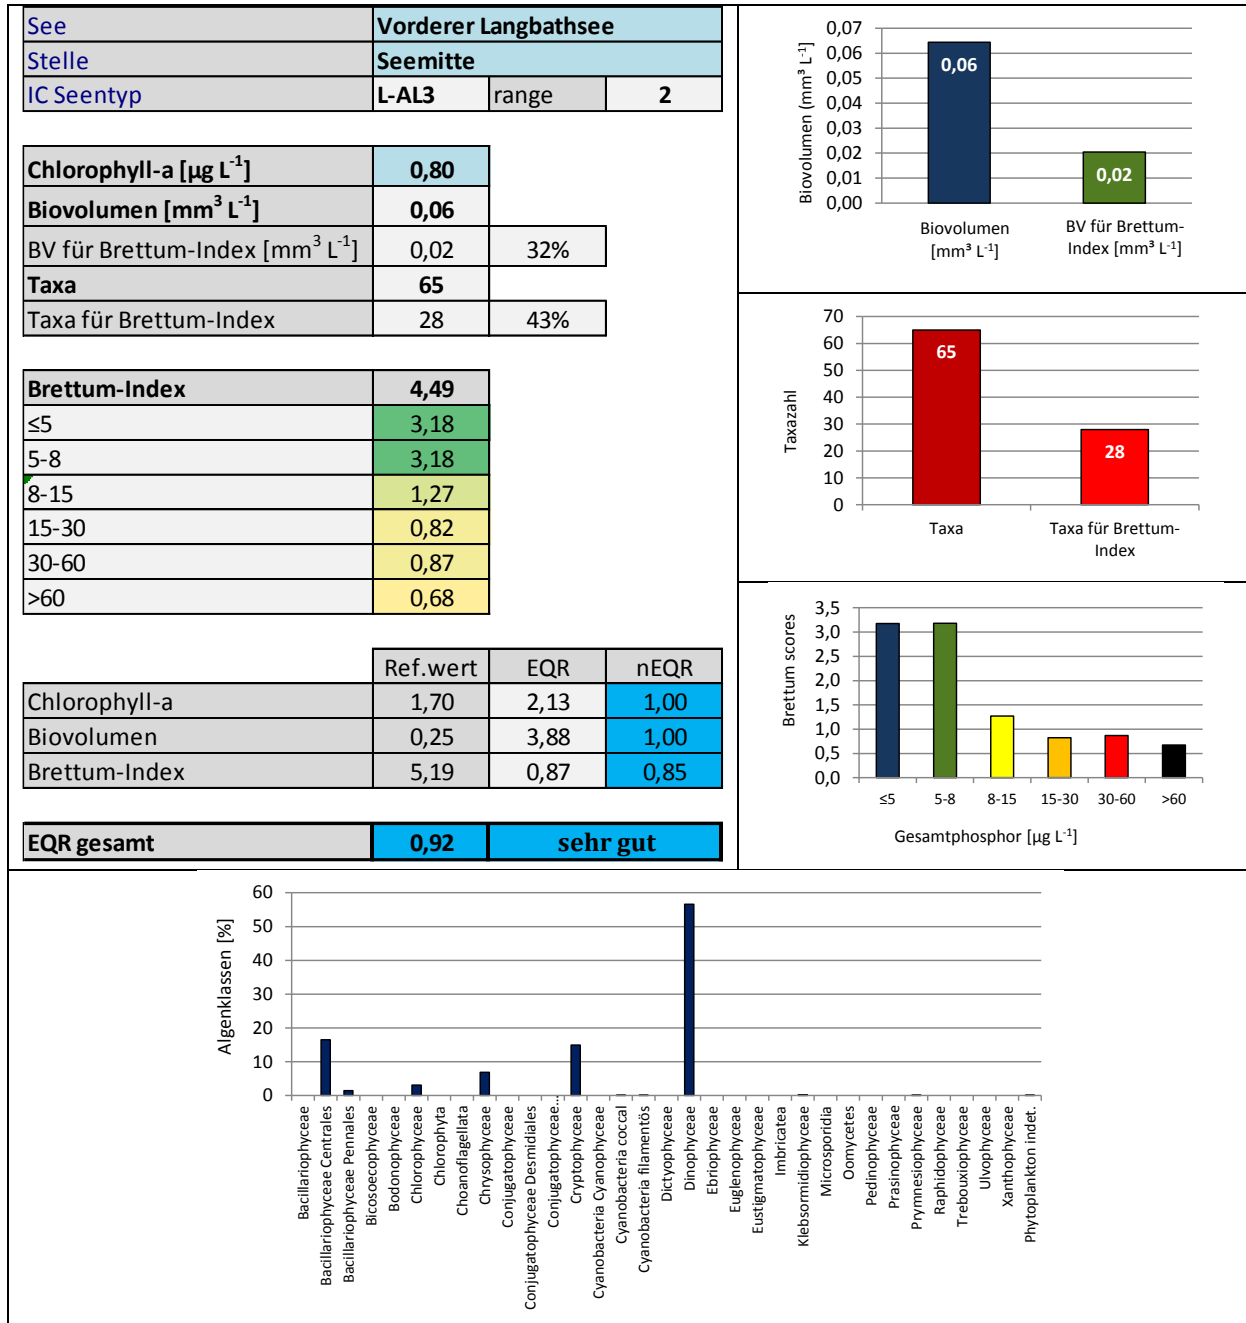 See Vorderer Langbathsee
Stelle Seemitte
IC Seentyp L-AL3 range 2
Chlorophyll-a [µg L⁻¹] 0,80
Biovolumen [mm³ L⁻¹] 0,06
BV für Brettum-Index [mm³ L⁻¹] 0,02 32%
Taxa 65
Taxa für Brettum-Index 28 43%
Brettum-Index 4,49
≤5 3,18
5-8 3,18
8-15 1,27
15-30 0,82
30-60 0,87
>60 0,68
Ref.wert EQR nEQR
Chlorophyll-a 1,70 2,13 1,00
Biovolumen 0,25 3,88 1,00
Brettum-Index 5,19 0,87 0,85
EQR gesamt 0,92 sehr gut
Biovolumen (mm³ L⁻¹]
0,07
0,06
0,05
0,04
0,03
0,02
0,01
0,00
0,06
0,02
Biovolumen
[mm³ L⁻¹]
BV für Brettum-
Index [mm³ L⁻¹]
Taxazahl
70
60
50
40
30
20
10
0
65
28
Taxa
Taxa für Brettum-
Index
Brettum scores
3,5
3,0
2,5
2,0
1,5
1,0
0,5
0,0
≤5 5-8 8-15 15-30 30-60 >60
Gesamtphosphor [µg L⁻¹]
Algenklassen [%]
60
50
40
30
20
10
0
Bacillariophyceae
Bacillariophyceae Centrales
Bacillariophyceae Pennales
Bicosoecophyceae
Bodonophyceae
Chlorophyceae
Chlorophyta
Choanoflagellata
Chrysophyceae
Conjugatophyceae
Conjugatophyceae Desmidiales
Conjugatophyceae...
Cryptophyceae
Cyanobacteria Cyanophyceae
Cyanobacteria coccal
Cyanobacteria filamentös
Dictyophyceae
Dinophyceae
Ebriophyceae
Euglenophyceae
Eustigmatophyceae
Imbricatea
Klebsormidiophyceae
Microsporidia
Oomycetes
Pedinophyceae
Prasinophyceae
Prymnesiophyceae
Raphidophyceae
Trebouxiophyceae
Ulvophyceae
Xanthophyceae
Phytoplankton indet.